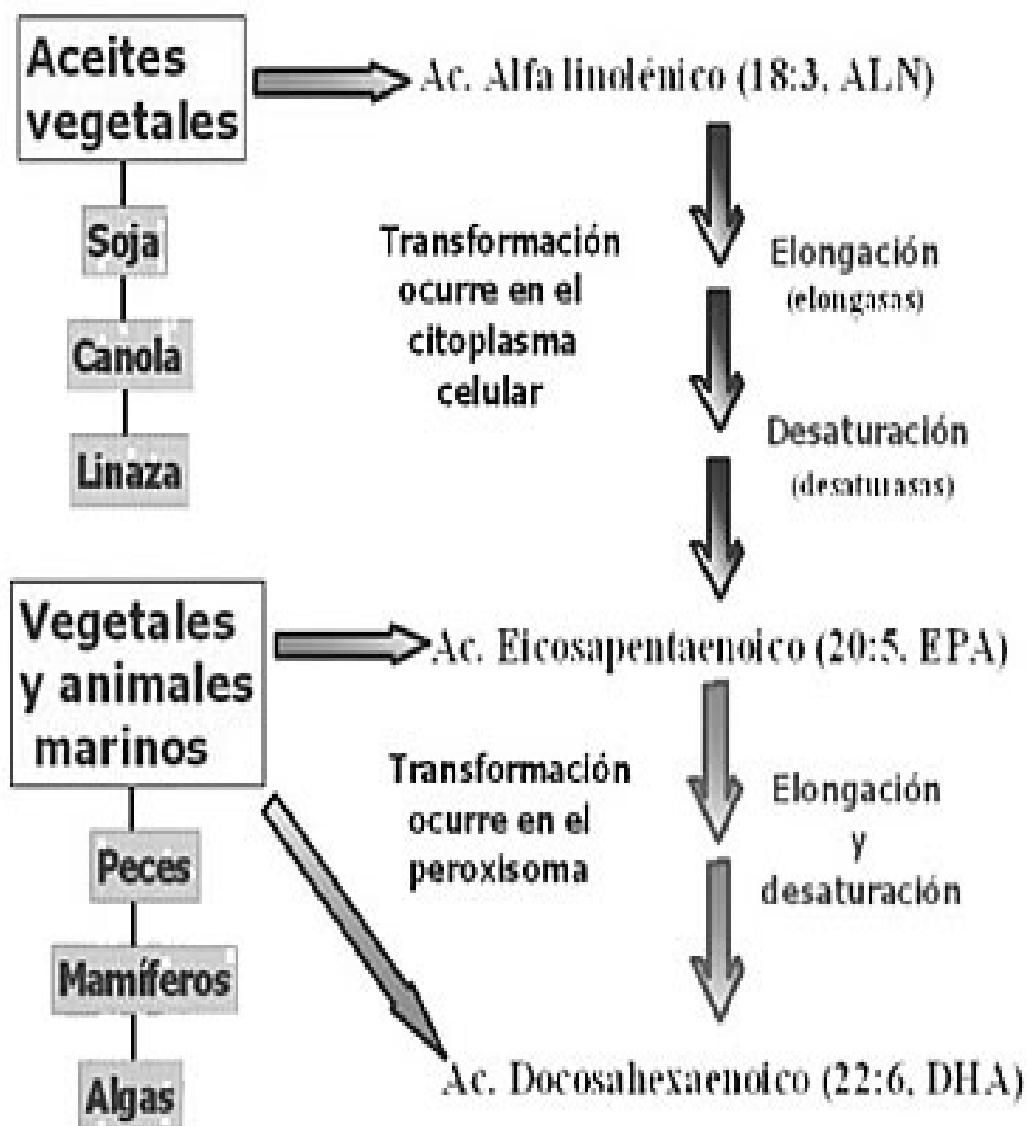 Aceites
vegetales
Ac. Alfa linolénico (18:3, ALN)
Soja
Canola
Linaza
Transformación
ocurre en el
citoplasma
celular
Elongación
(elongasas)
Desaturación
(desaturasas)
Vegetales
y animales
marinos
Ac. Eicosapentaenoico (20:5, EPA)
Peces
Mamíferos
Algas
Transformación
ocurre en el
peroxisoma
Elongación
y
desaturación
Ac. Docosahexaenoico (22:6, DHA)